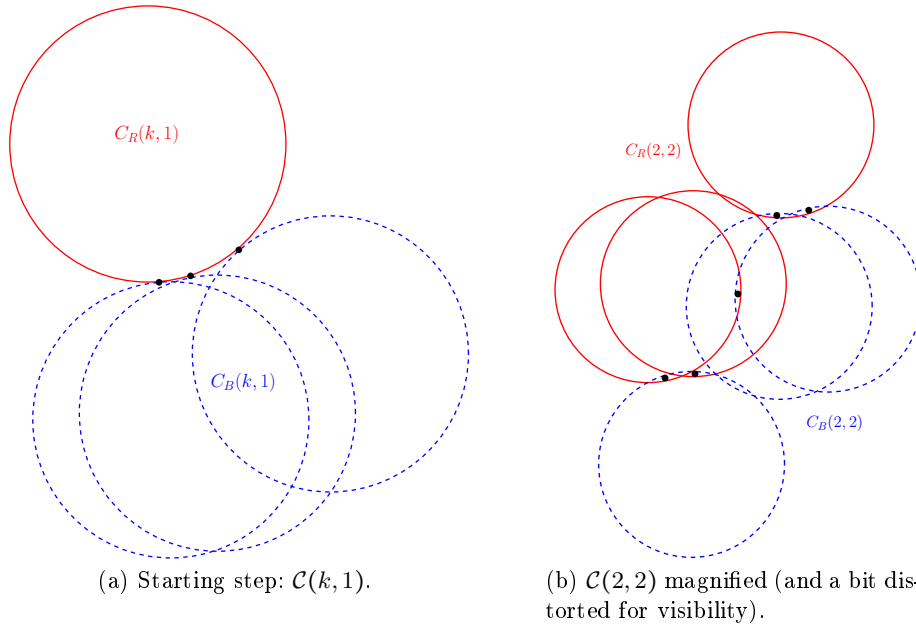 C_R(k, 1)
C_B(k, 1)
(a) Starting step: C(k, 1).
C_R(2, 2)
C_B(2, 2)
(b) C(2, 2) magnified (and a bit dis-
torted for visibility).